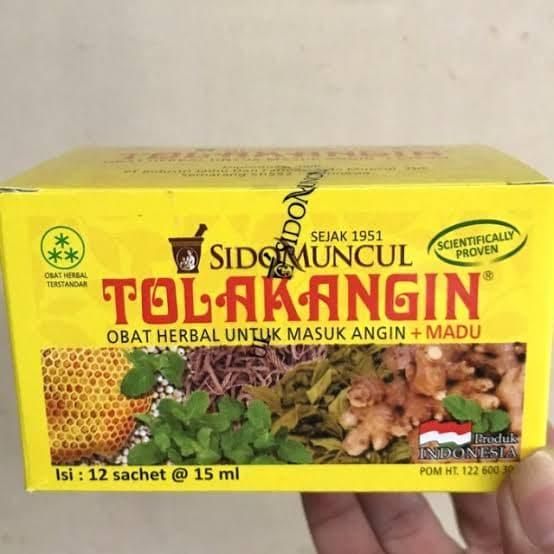 SEJAK 1951
SIDOMUNCUL
SCIENTIFICALLY
PROVEN
OBAT HERBAL
TERSTANDAR
TOLAKANGIN®
OBAT HERBAL UNTUK MASUK ANGIN + MADU
Produk
INDONESIA
Isi : 12 sachet @ 15 ml
POM HT. 122 600